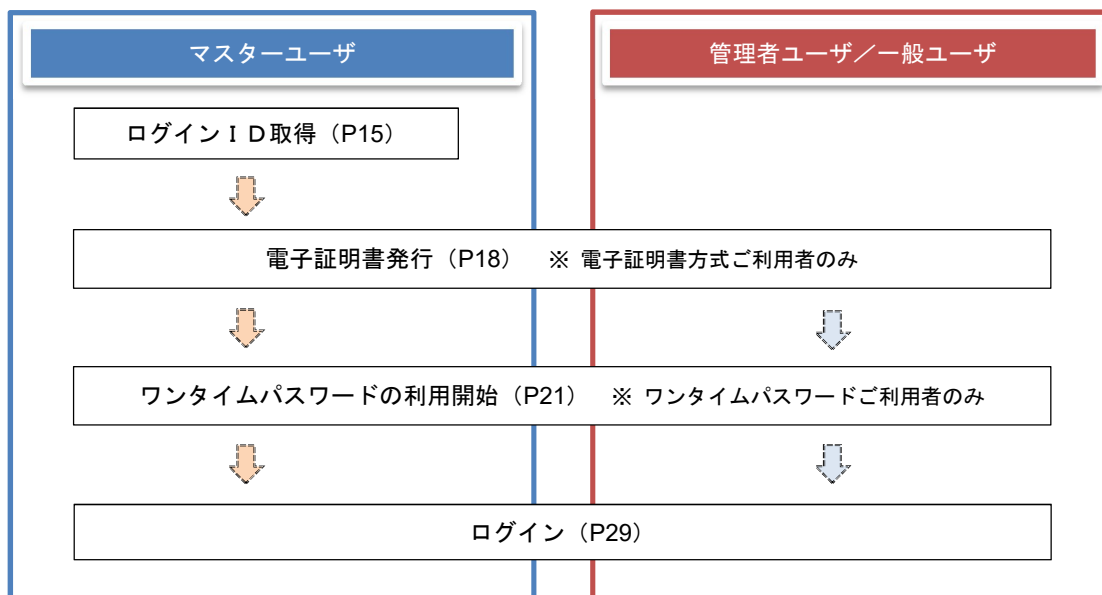 マスターユーザ
管理者ユーザ／一般ユーザ
ログインＩＤ取得（P15）
電子証明書発行（P18）　※ 電子証明書方式ご利用者のみ
ワンタイムパスワードの利用開始（P21）　※ ワンタイムパスワードご利用者のみ
ログイン（P29）